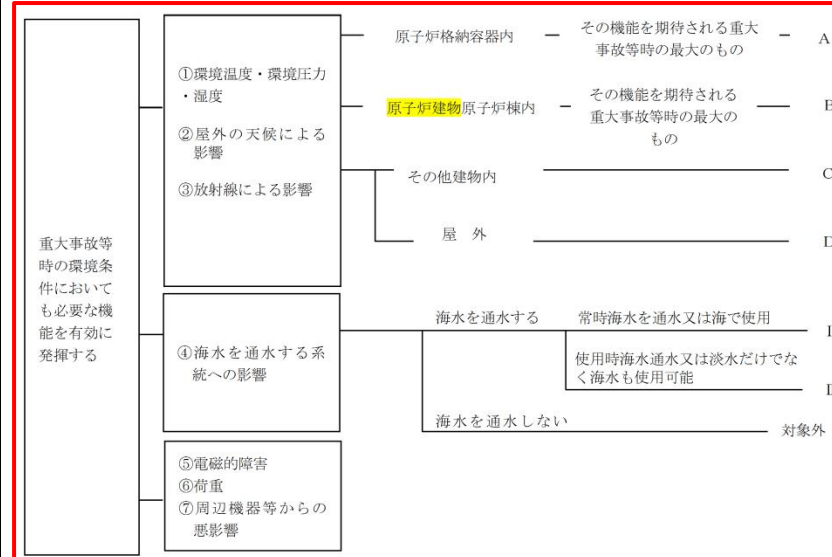 重大事故等
時の環境条
件において
も必要な機
能を有効に
発揮する
①環境温度・環境圧力
・湿度
②屋外の天候による
影響
③放射線による影響
原子炉格納容器内
その機能を期待される重大
事故等時の最大のもの
A
原子炉建物原子炉棟内
その機能を期待される
重大事故等時の最大の
もの
B
その他建物内
C
屋 外
④海水を通水する系
統への影響
海水を通水する
常時海水を通水又は海で使用
使用時海水通水又は淡水だけでな
く海水も使用可能
海水を通水しない
対象外
⑤電磁的障害
⑥荷重
⑦周辺機器等からの
悪影響